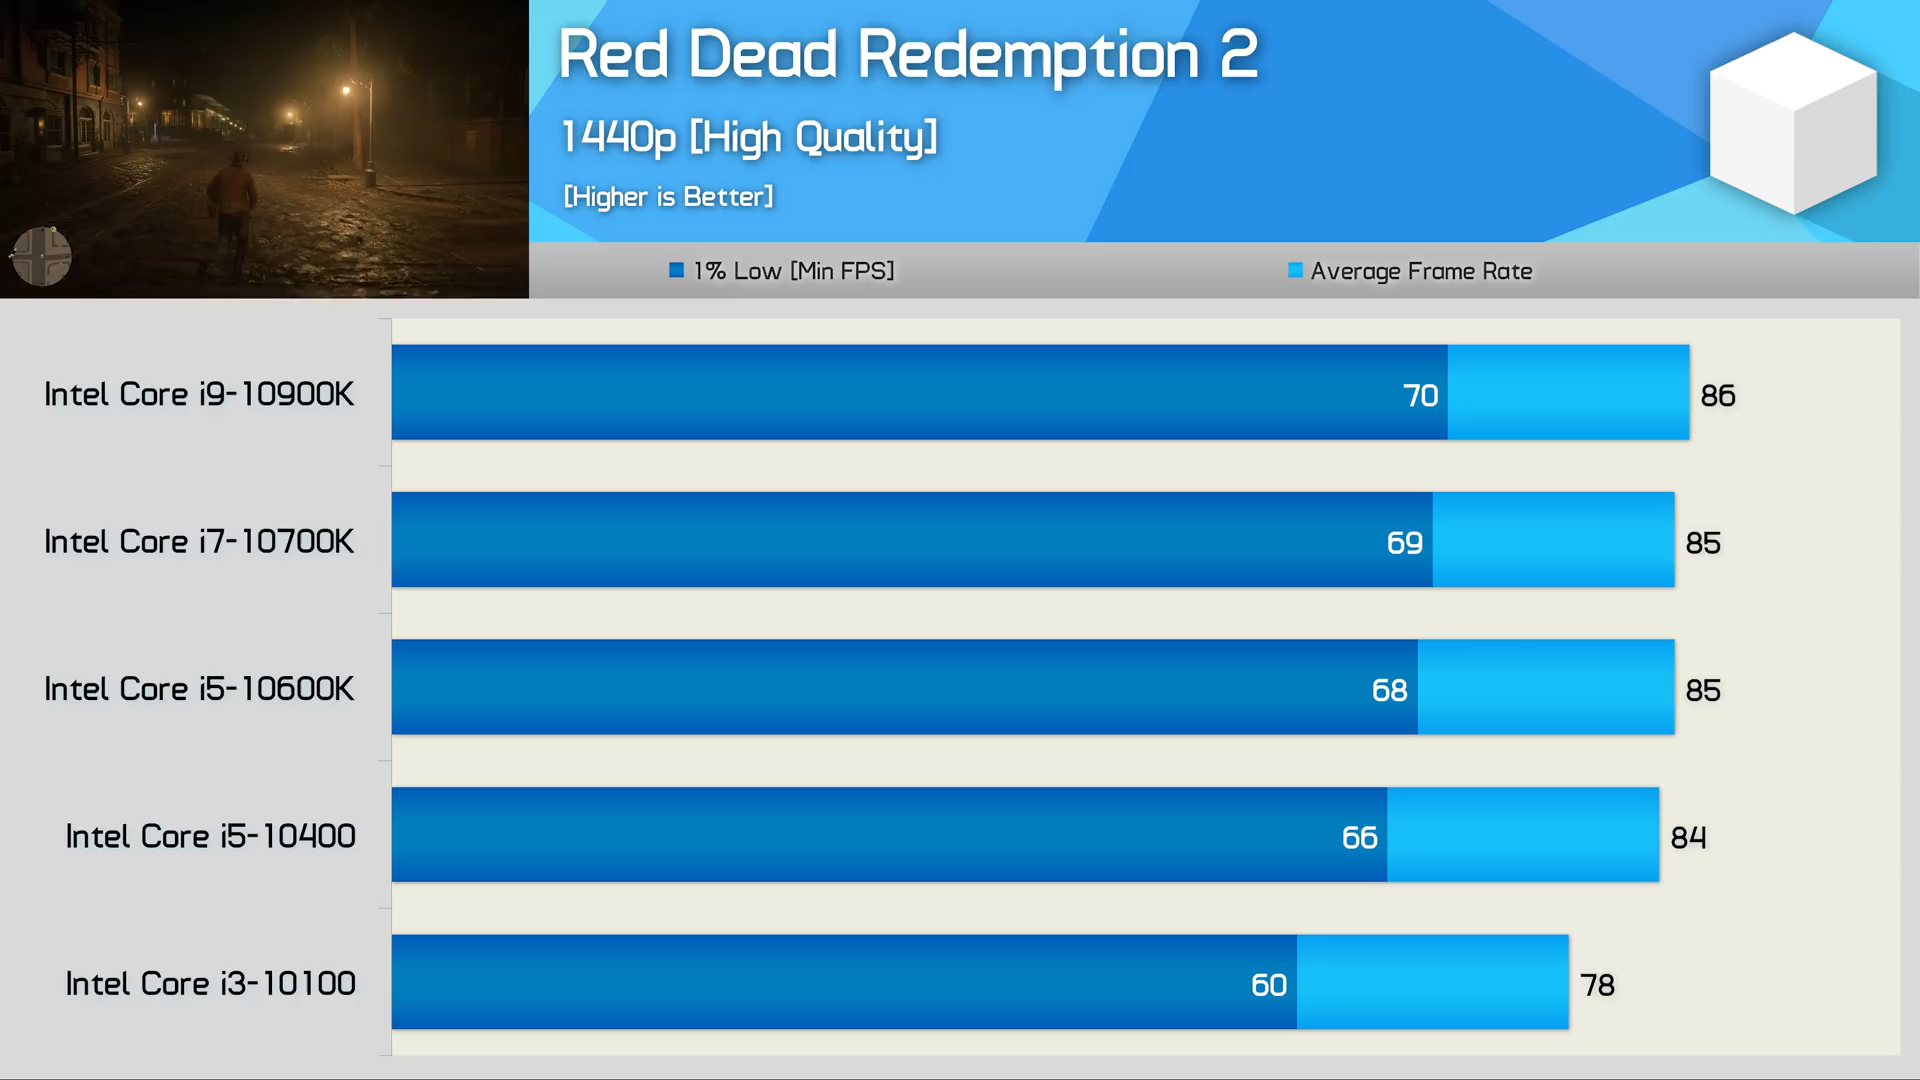 Red Dead Redemption 2
1440p [High Quality]
[Higher is Better]
1% Low [Min FPS] Average Frame Rate
Intel Core i9-10900K 70 86
Intel Core i7-10700K 69 85
Intel Core i5-10600K 68 85
Intel Core i5-10400 66 84
Intel Core i3-10100 60 78